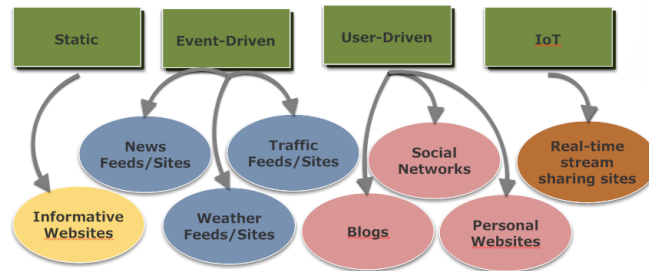 Static
Event-Driven
User-Driven
IoT
News
Feeds/Sites
Traffic
Feeds/Sites
Social
Networks
Real-time
stream
sharing sites
Informative
Websites
Weather
Feeds/Sites
Blogs
Personal
Websites